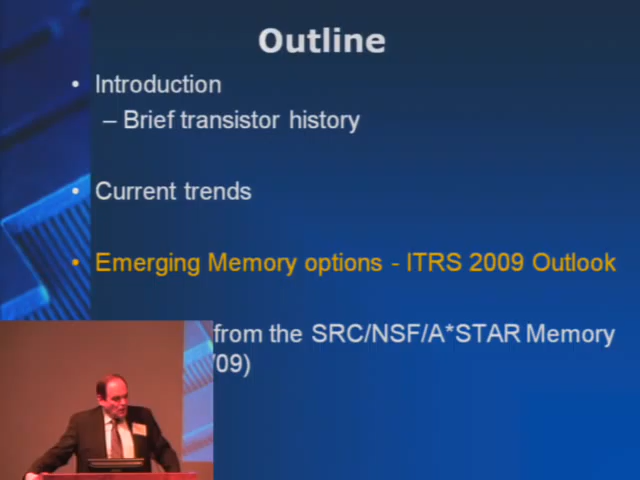 Outline
• Introduction
– Brief transistor history
• Current trends
• Emerging Memory options - ITRS 2009 Outlook
from the SRC/NSF/A*STAR Memory
/09)